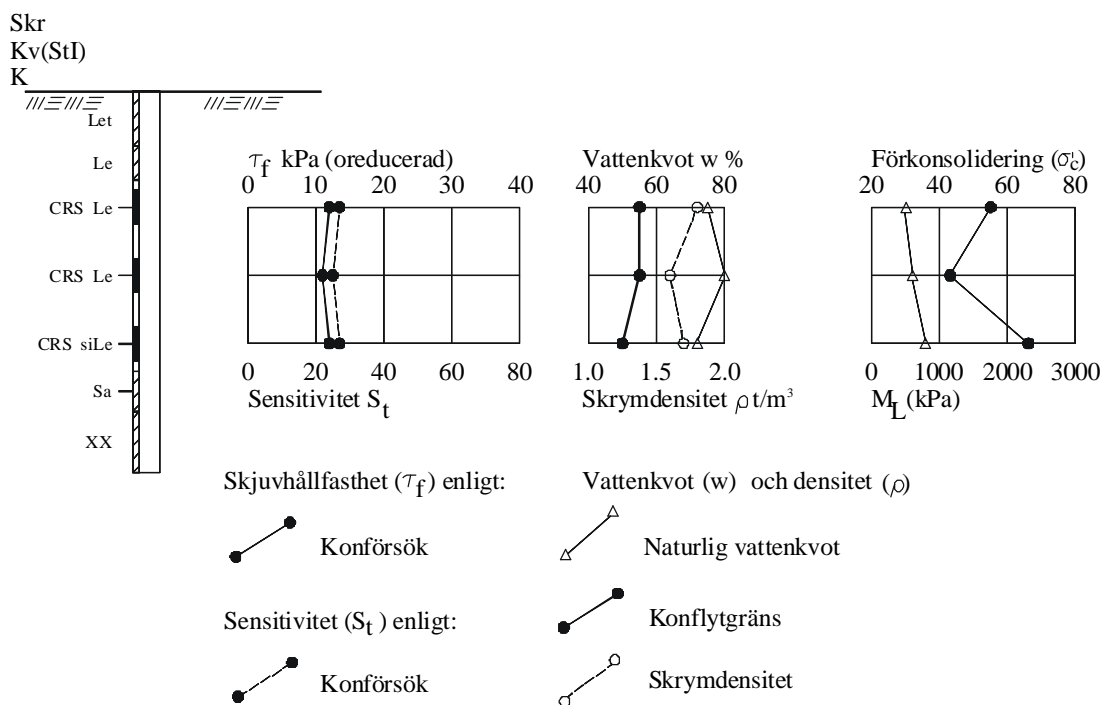 Skr
Kv(StI)
K
Let
Le
CRS Le
CRS Le
CRS siLe
Sa
XX
τf kPa (oreducerad)
0 10 20 30 40
0 20 40 60 80
Sensitivitet St
Vattenkvot w %
40 60 80
1.0 1.5 2.0
Skrymdensitet ρ t/m³
Förkonsolidering (σ'c)
20 40 60 80
0 1000 2000 3000
ML (kPa)
Skjuvhållfasthet (τf) enligt:
Konförsök
Sensitivitet (St) enligt:
Konförsök
Vattenkvot (w) och densitet (ρ)
Naturlig vattenkvot
Konflytgräns
Skrymdensitet